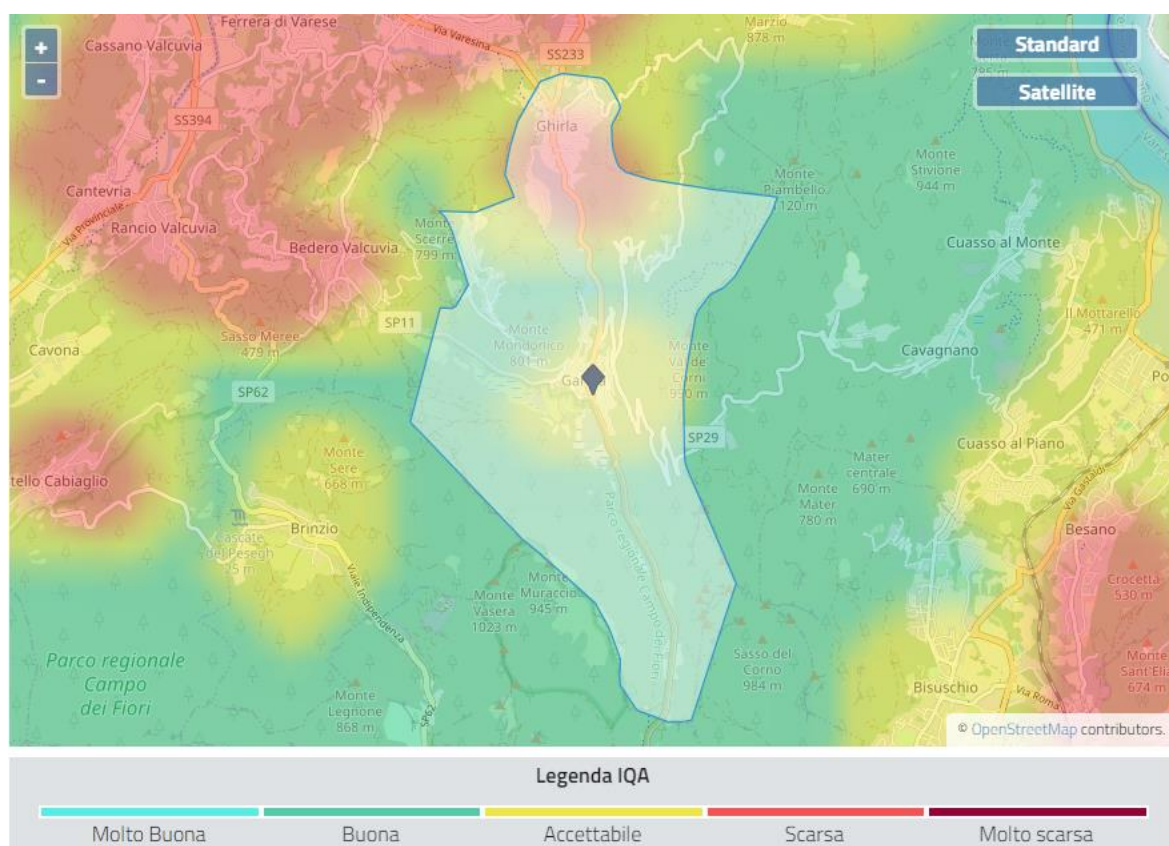 Ferrera di Varese
Via Varesina
Marzio
878 m
+
-
Cassano Valcuvia
SS233
Standard
785 m
Satellite
SS394
Ghirla
Monte
Stivione
944 m
Cantevria
Monte
Piambello
1120 m
Via Provinciale
Rancio Valcuvia
Bedero Valcuvia
Monte
Scerre
799 m
Cuasso al Monte
Il Mottarello
471 m
SP11
Sasso Meree
479 m
Monte
Mondonico
801 m
Monte
Val de
Corni
990 m
Cavona
Cavagnano
SP62
SP29
Cuasso al Piano
Monte
Sere
668 m
Mater
centrale
690 m
Via Gastaldi
tello Cabiaglio
Monte
Mater
780 m
Brinzio
Besano
Cascate
del Pesegh
25 m
Parco regionale Campo dei Fiori
Viale Indipendenza
Monte
Muraccio
945 m
Crocetta
530 m
Monte
Vasera
1023 m
Parco regionale
Campo
dei Fiori
Sasso del
Corno
984 m
Monte
Sant'Elia
674 m
Monte
Legnone
868 m
SP62
Bisuschio
Via Roma
© OpenStreetMap contributors.
Legenda IQA
Molto Buona Buona Accettabile Scarsa Molto scarsa